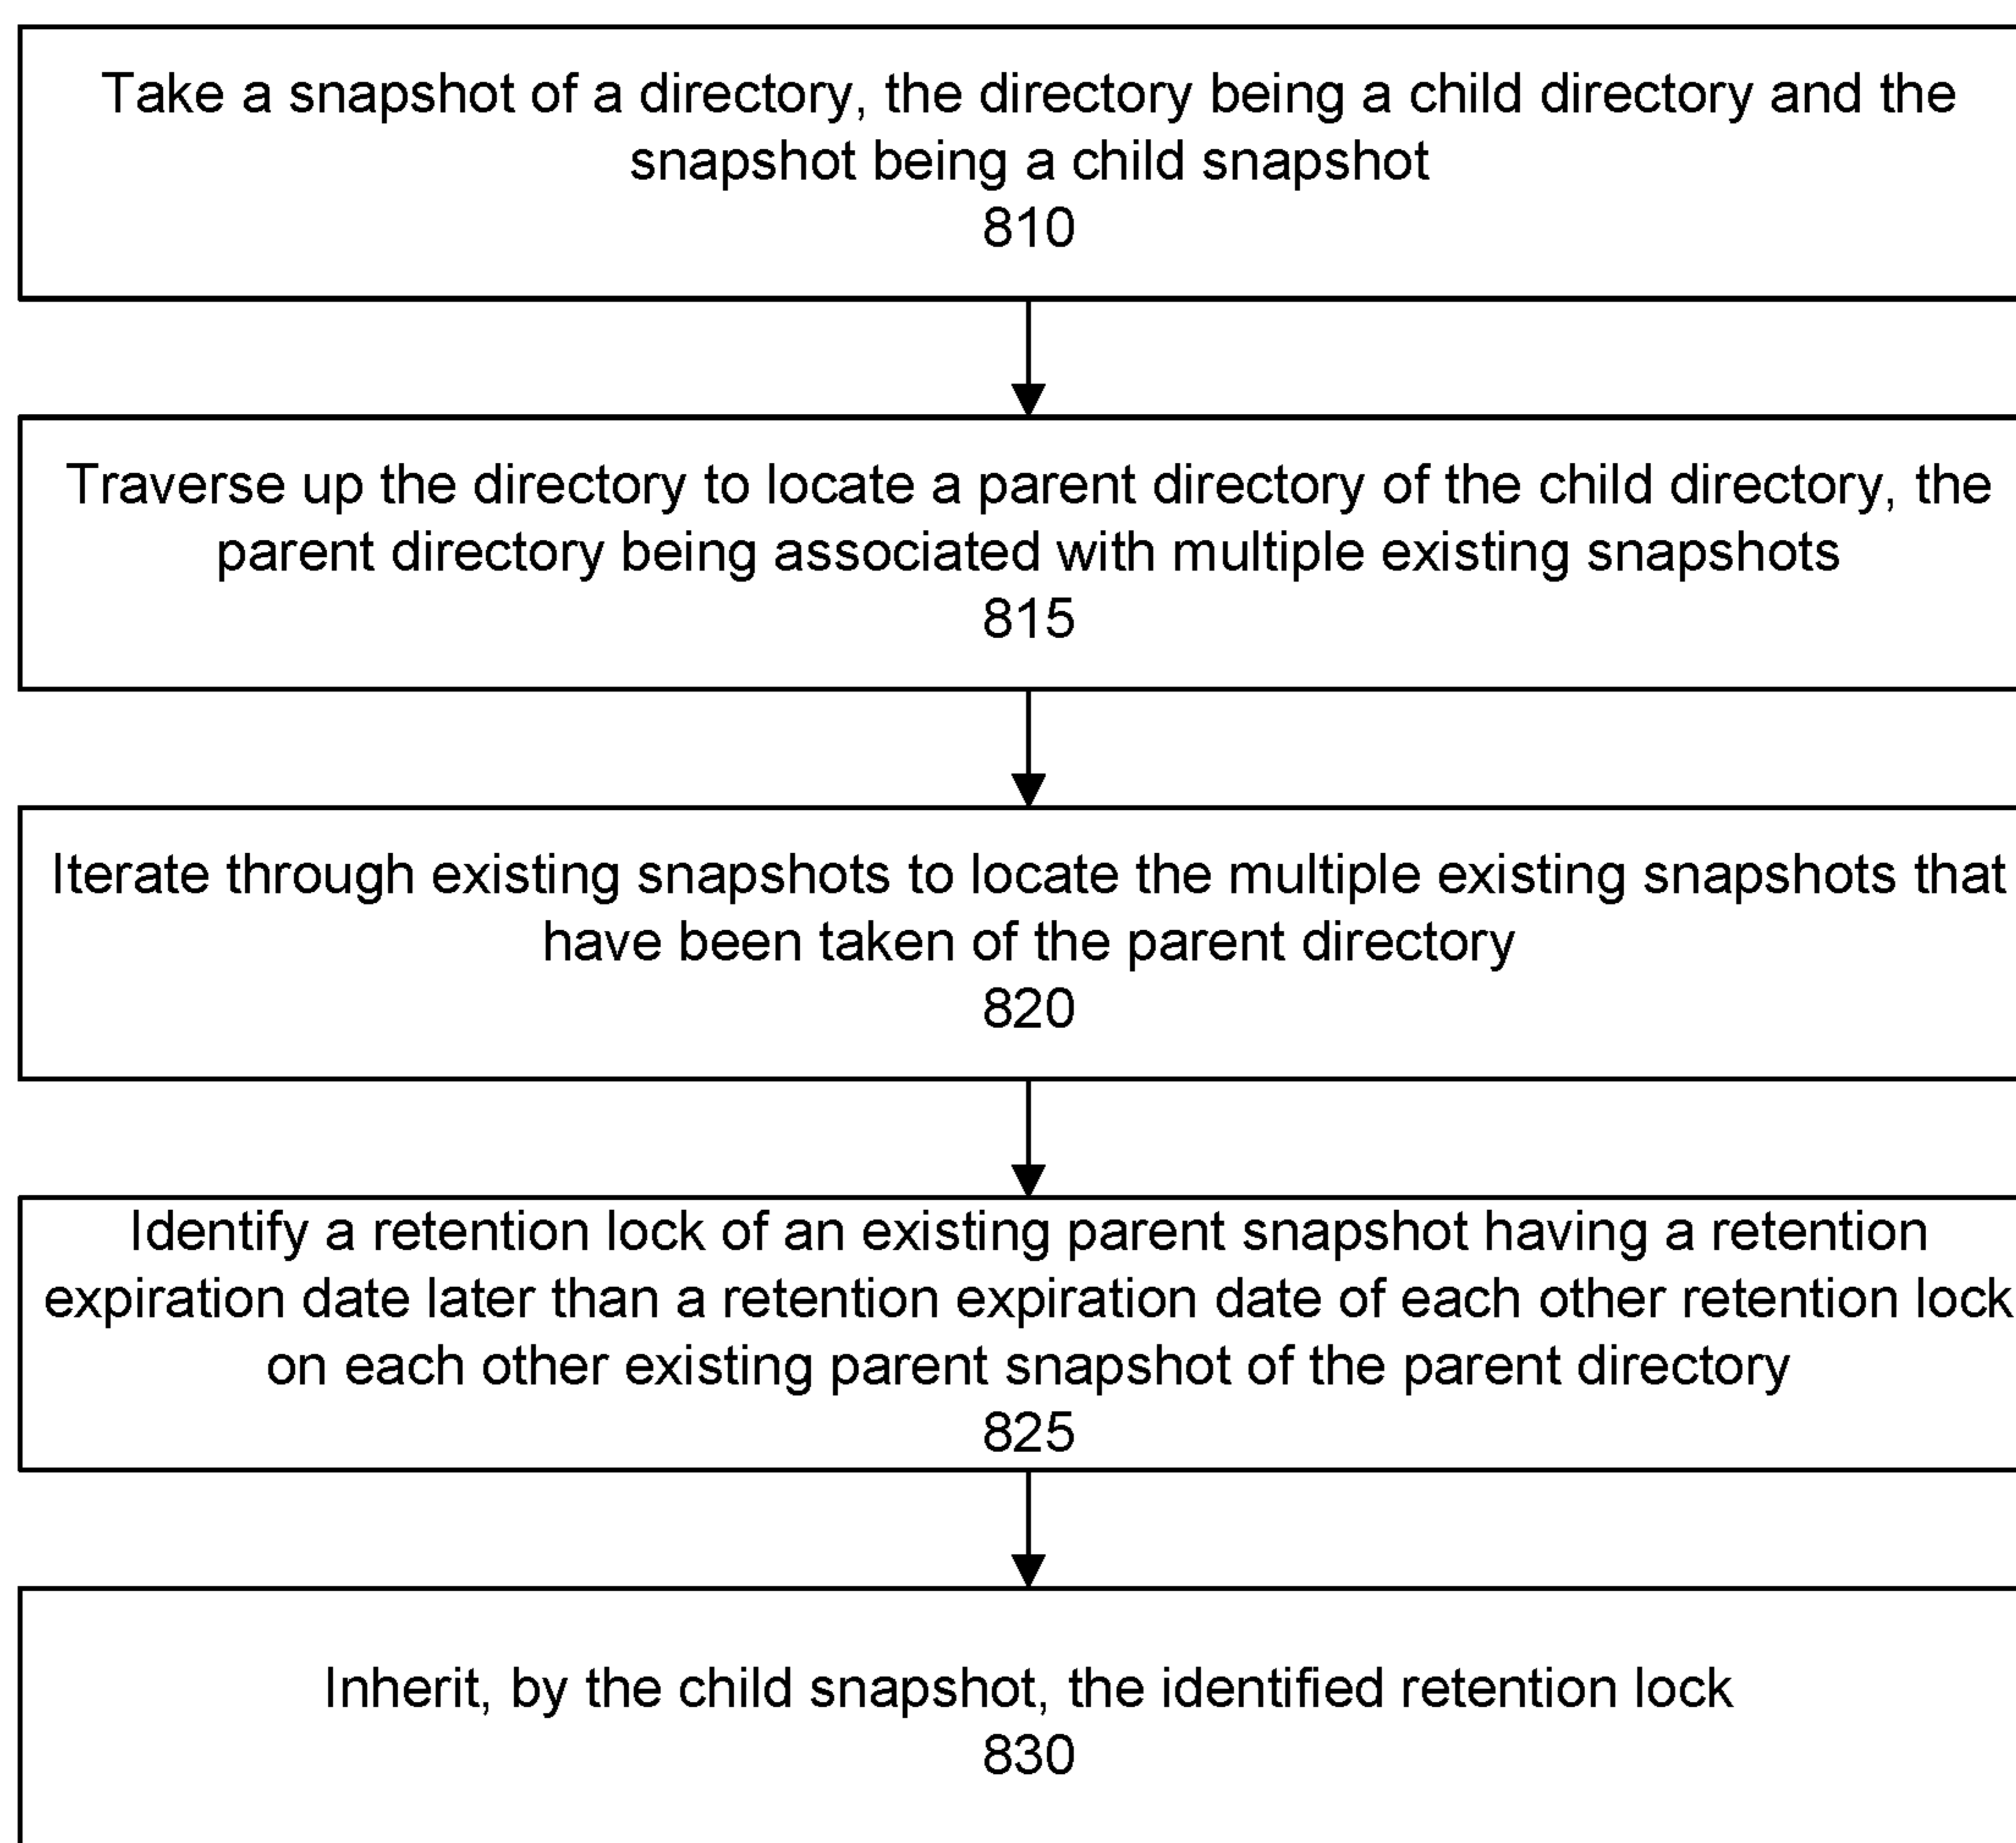 Take a snapshot of a directory, the directory being a child directory and the
snapshot being a child snapshot
810
Traverse up the directory to locate a parent directory of the child directory, the
parent directory being associated with multiple existing snapshots
815
Iterate through existing snapshots to locate the multiple existing snapshots that
have been taken of the parent directory
820
Identify a retention lock of an existing parent snapshot having a retention
expiration date later than a retention expiration date of each other retention lock
on each other existing parent snapshot of the parent directory
825
Inherit, by the child snapshot, the identified retention lock
830